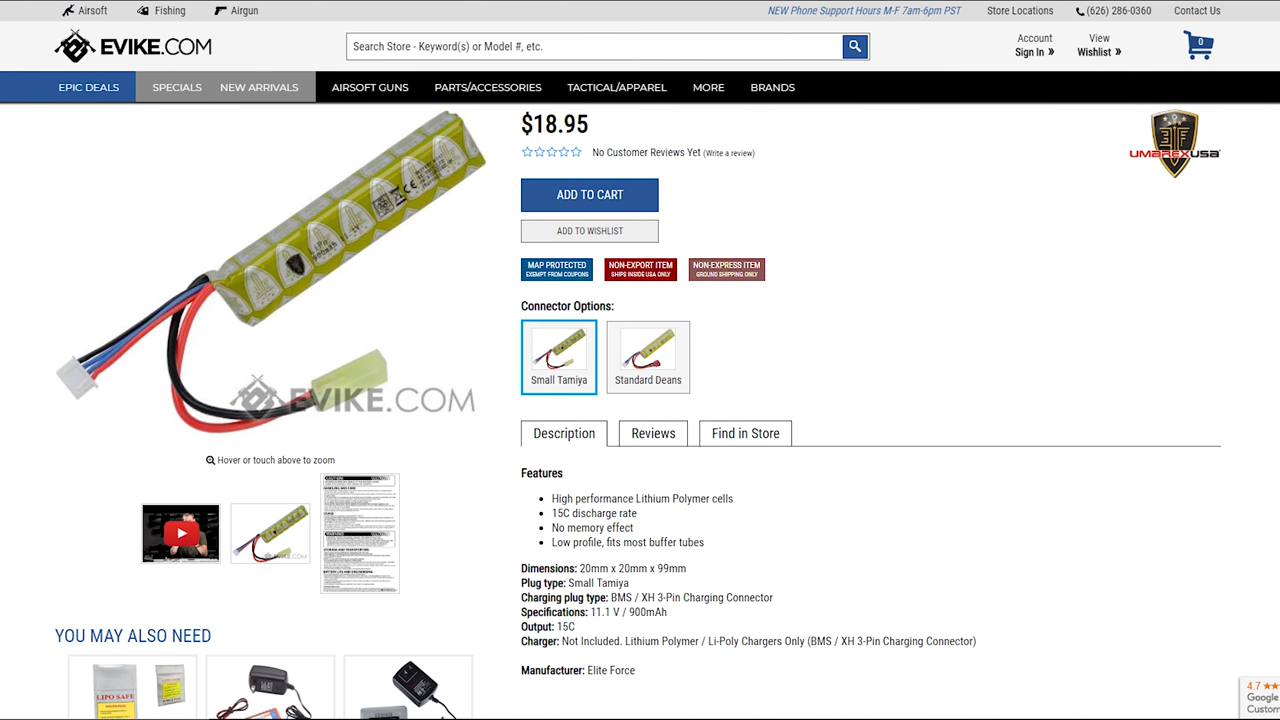 Airsoft
Fishing
Airgun
NEW Phone Support Hours M-F 7am-6pm PST
Store Locations
(626) 286-0360
Contact Us
EVIKE.COM
Search Store - Keyword(s) or Model #, etc.
Account
Sign In »
View
Wishlist »
0
EPIC DEALS
SPECIALS
NEW ARRIVALS
AIRSOFT GUNS
PARTS/ACCESSORIES
TACTICAL/APPAREL
MORE
BRANDS
$18.95
No Customer Reviews Yet (Write a review)
UMAREXUSA
ADD TO CART
ADD TO WISHLIST
MAP PROTECTED
EXEMPT FROM COUPONS
NON-EXPORT ITEM
SHIPS INSIDE USA ONLY
NON-EXPRESS ITEM
GROUND SHIPPING ONLY
Connector Options:
Small Tamiya
Standard Deans
EVIKE.COM
Hover or touch above to zoom
Description
Reviews
Find in Store
Features
High performance Lithium Polymer cells
15C discharge rate
No memory effect
Low profile fits most buffer tubes
Dimensions: 20mm x 20mm x 99mm
Plug type: Small Tamiya
Charging plug type: BMS / XH 3-Pin Charging Connector
Specifications: 11.1 V / 900mAh
Output: 15C
Charger: Not Included. Lithium Polymer / Li-Poly Chargers Only (BMS / XH 3-Pin Charging Connector)
Manufacturer: Elite Force
YOU MAY ALSO NEED
LIPO SAFE
4.7
Google
Custom